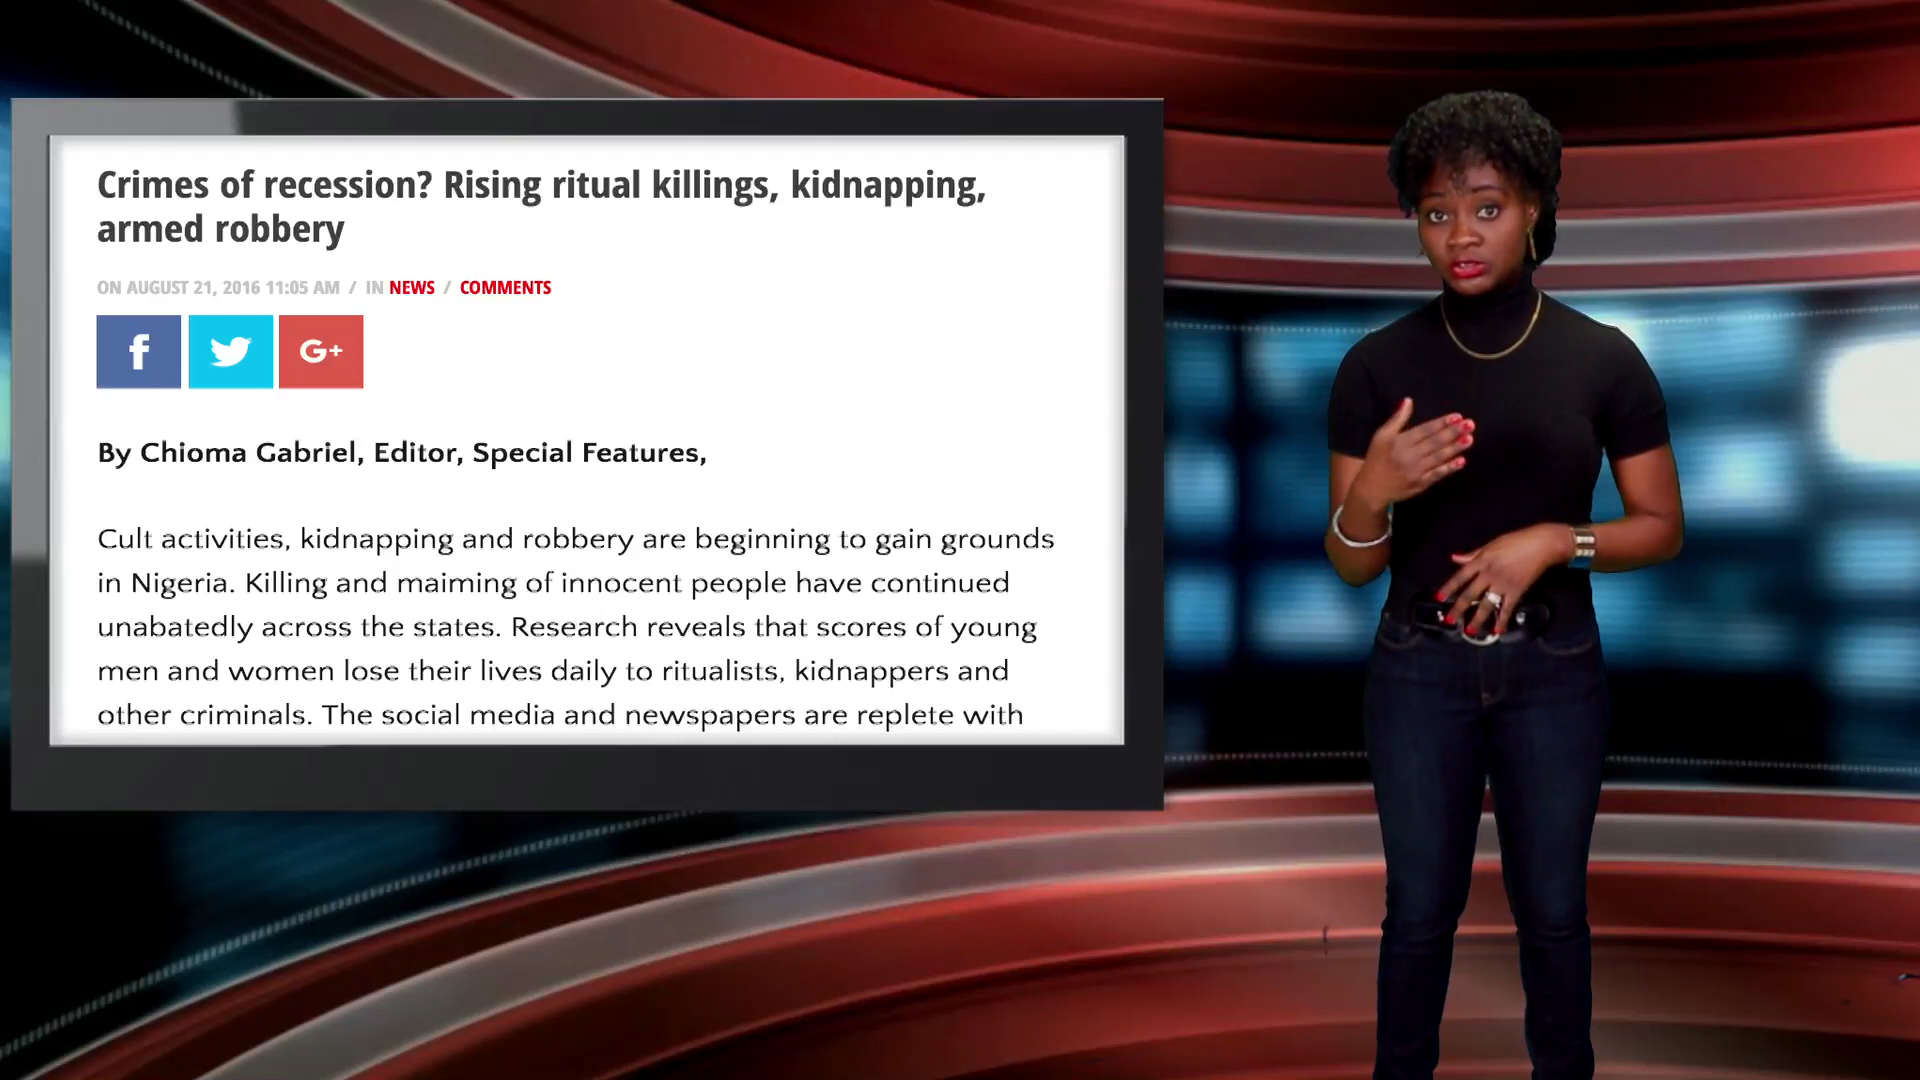 Crimes of recession? Rising ritual killings, kidnapping,
armed robbery
ON AUGUST 21, 2016 11:05 AM / IN NEWS / COMMENTS
f G+
By Chioma Gabriel, Editor, Special Features,
Cult activities, kidnapping and robbery are beginning to gain grounds
in Nigeria. Killing and maiming of innocent people have continued
unabatedly across the states. Research reveals that scores of young
men and women lose their lives daily to ritualists, kidnappers and
other criminals. The social media and newspapers are replete with